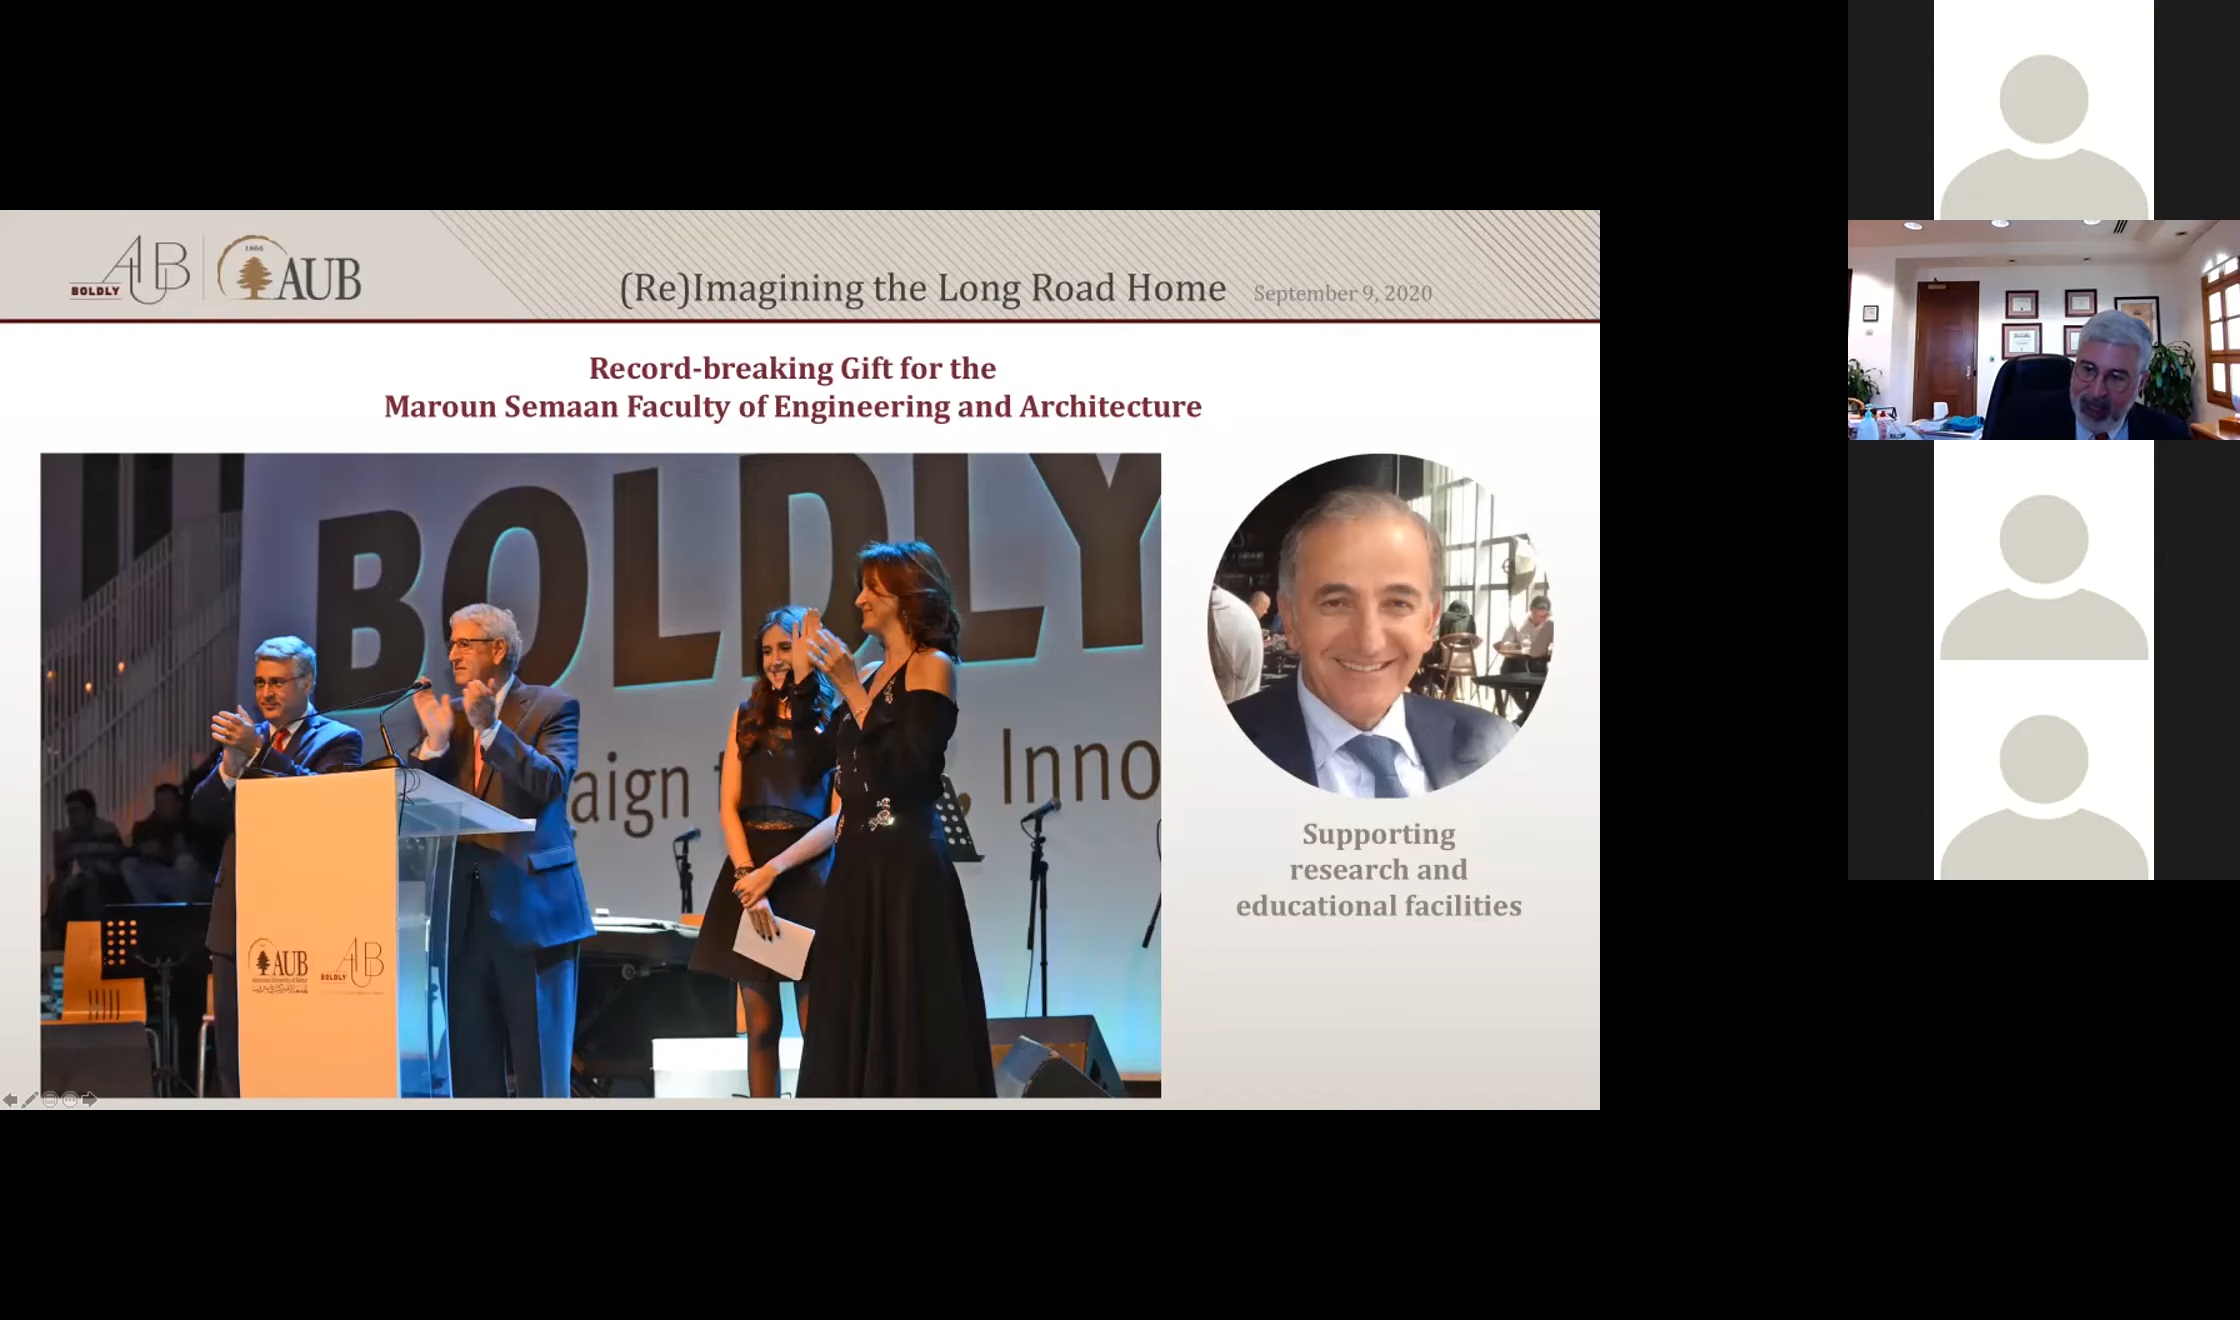 AUB
BOLDLY
1866
AUB
(Re)Imagining the Long Road Home
September 9, 2020
Record-breaking Gift for the
Maroun Semaan Faculty of Engineering and Architecture
BOLDLY
aign
, Inno
AUB
AUB
BOLDLY
Supporting
research and
educational facilities